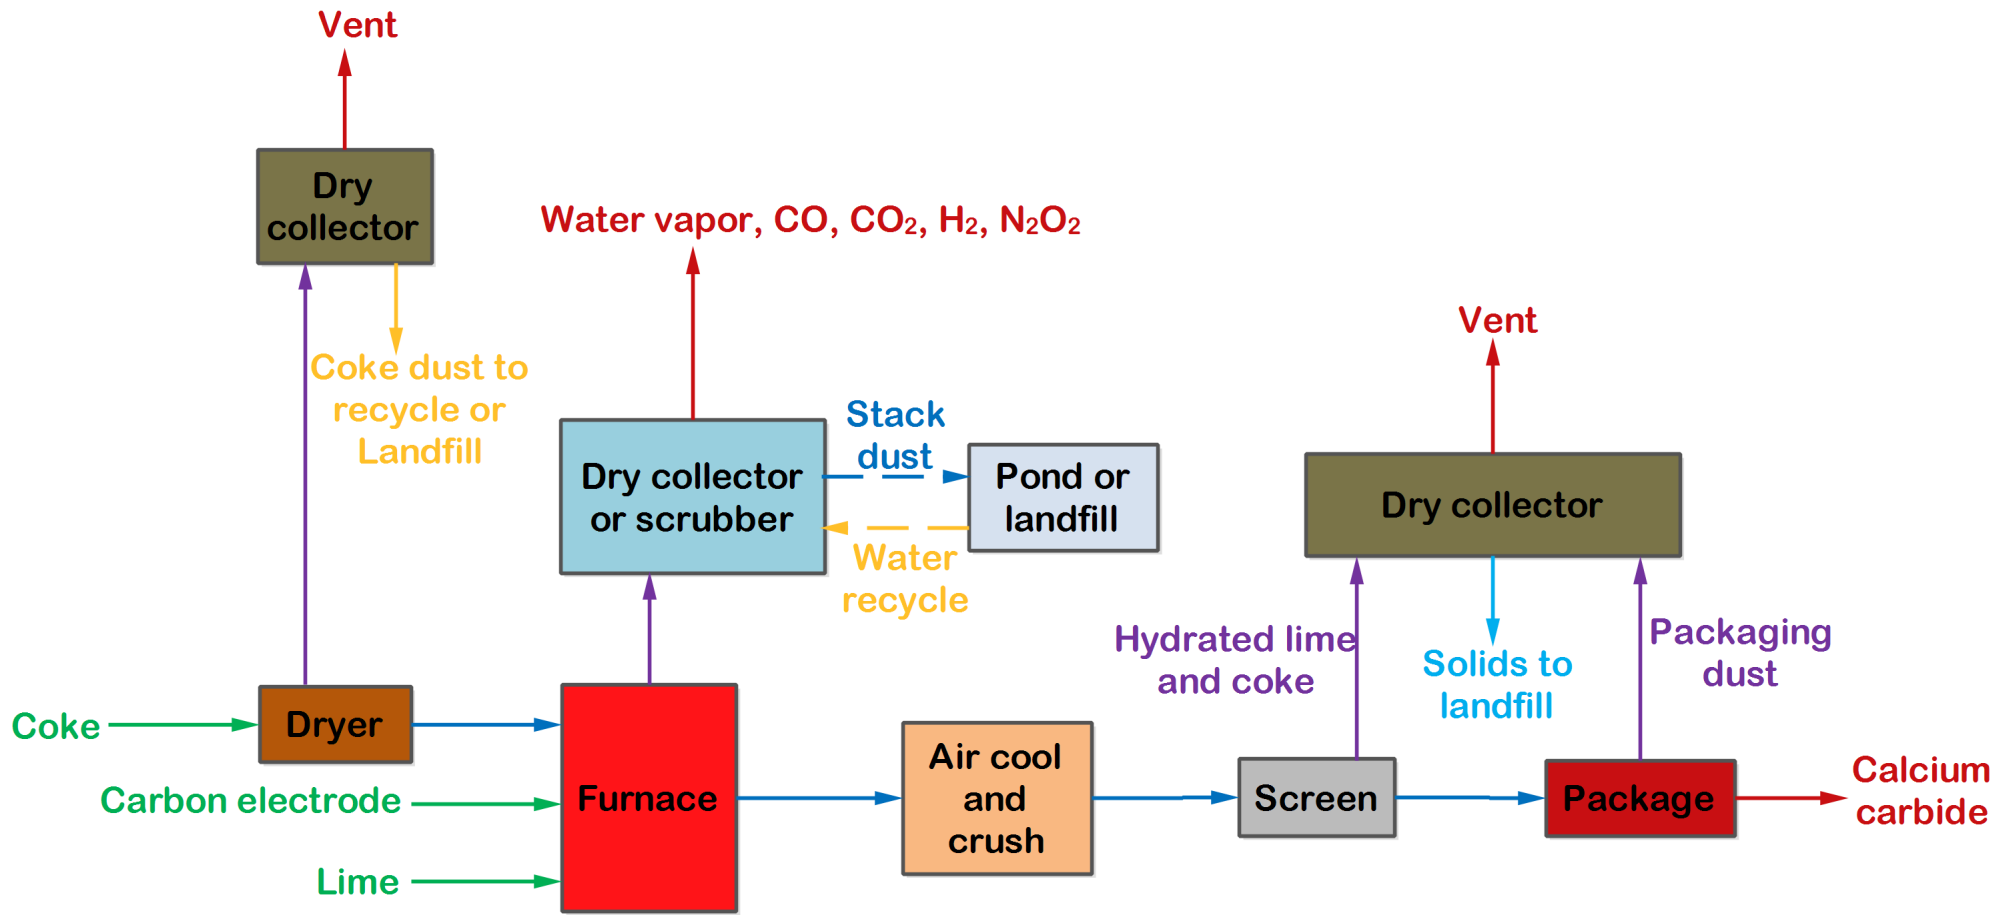 Vent
Dry
collector
Coke dust to
recycle or
Landfill
Water vapor, CO, CO₂, H₂, N₂O₂
Dry collector
or scrubber
Stack
dust
Pond or
landfill
Water
recycle
Vent
Dry collector
Hydrated lime
and coke
Solids to
landfill
Packaging
dust
Coke
Dryer
Carbon electrode
Lime
Furnace
Air cool
and
crush
Screen
Package
Calcium
carbide